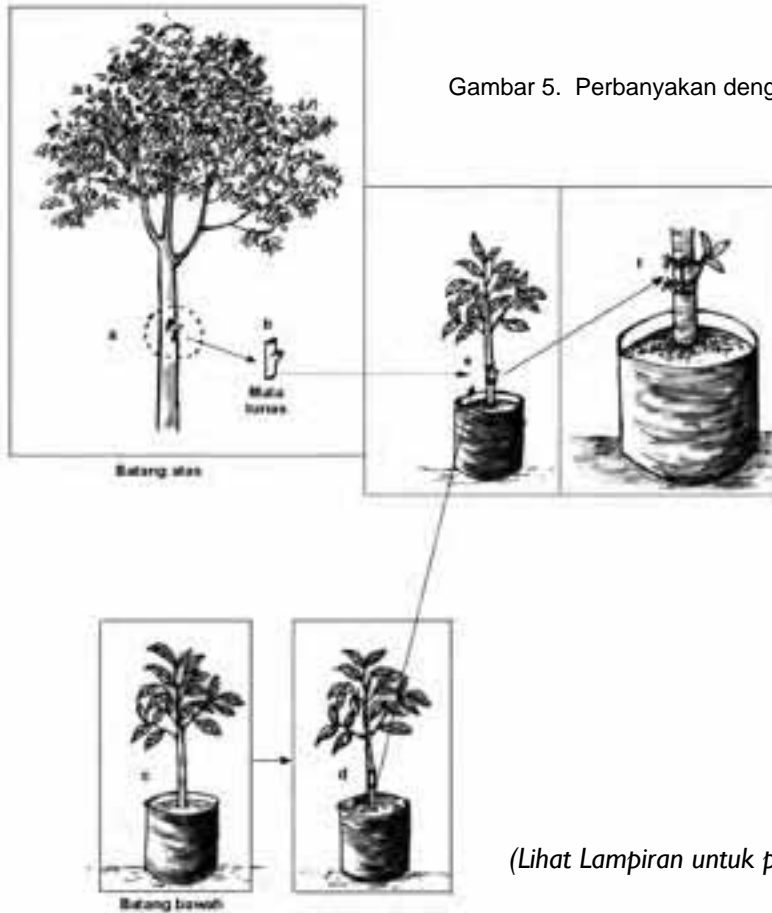 Gambar 5. Perbanyakan deng
a
b
Mata
tunas
e
f
Batang atas
c
d
Batang bawah
(Lihat Lampiran untuk p